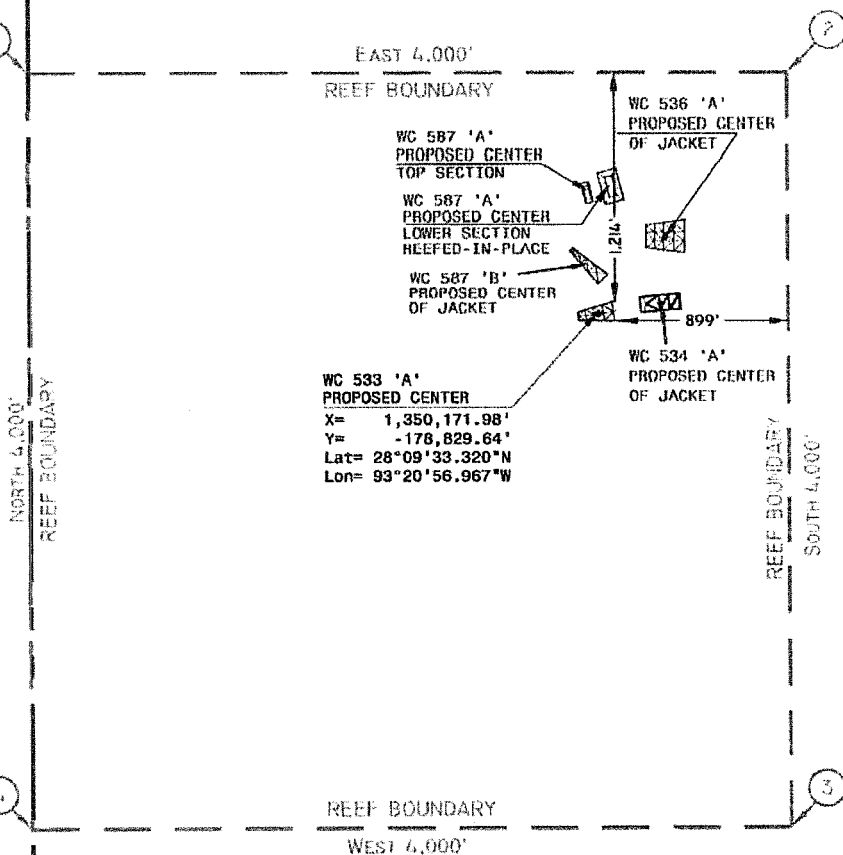 EAST 4,000'
REEF BOUNDARY
2
WC 536 'A'
PROPOSED CENTER
OF JACKET
WC 587 'A'
PROPOSED CENTER
TOP SECTION
WC 587 'A'
PROPOSED CENTER
LOWER SECTION
REEFED-IN-PLACE
1,214'
WC 587 'B'
PROPOSED CENTER
OF JACKET
899'
WC 534 'A'
PROPOSED CENTER
OF JACKET
WC 533 'A'
PROPOSED CENTER
X= 1,350,171.98'
Y= -178,829.64'
Lat= 28°09'33.320"N
Lon= 93°20'56.967"W
NORTH 4,000'
REEF BOUNDARY
REEF BOUNDARY
SOUTH 4,000'
3
REEF BOUNDARY
WEST 4,000'